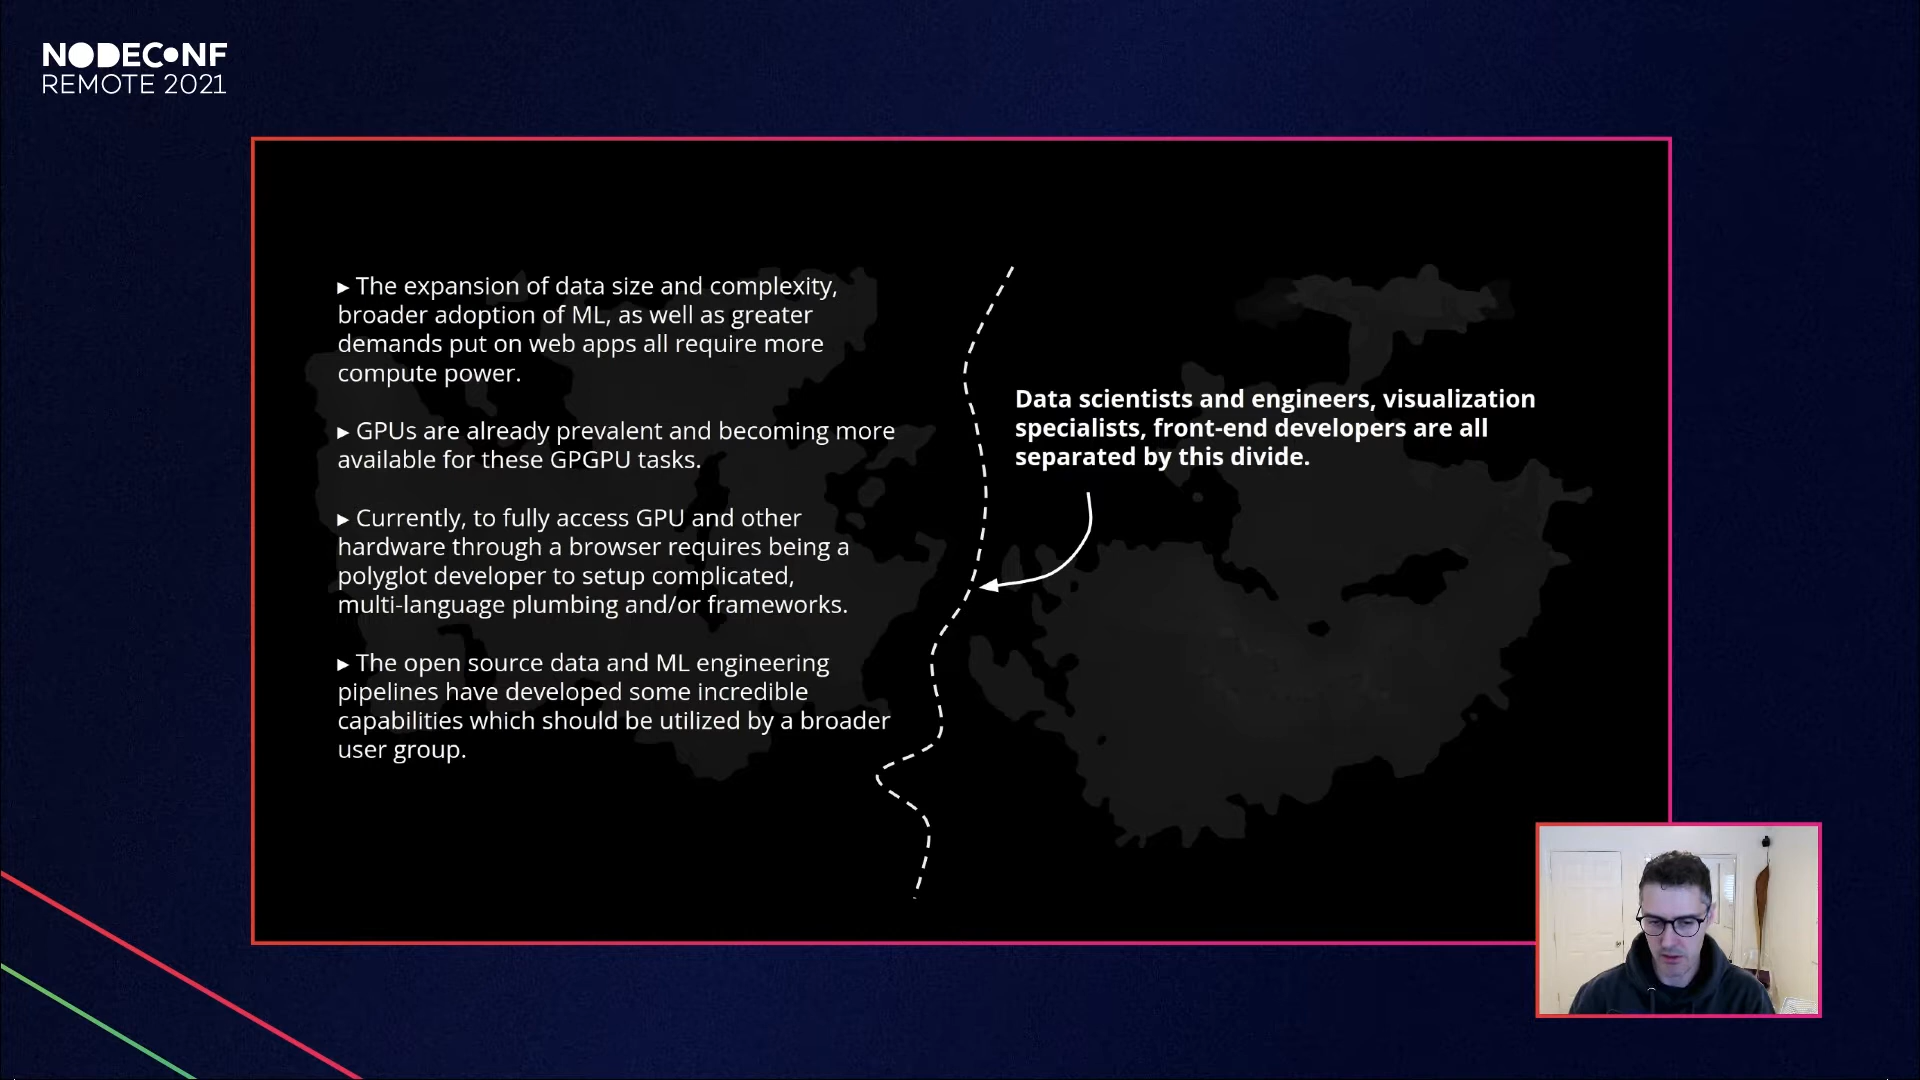 NODECONF
REMOTE 2021
▸ The expansion of data size and complexity,
broader adoption of ML, as well as greater
demands put on web apps all require more
compute power.
▸ GPUs are already prevalent and becoming more
available for these GPGPU tasks.
▸ Currently, to fully access GPU and other
hardware through a browser requires being a
polyglot developer to setup complicated,
multi-language plumbing and/or frameworks.
▸ The open source data and ML engineering
pipelines have developed some incredible
capabilities which should be utilized by a broader
user group.
Data scientists and engineers, visualization
specialists, front-end developers are all
separated by this divide.